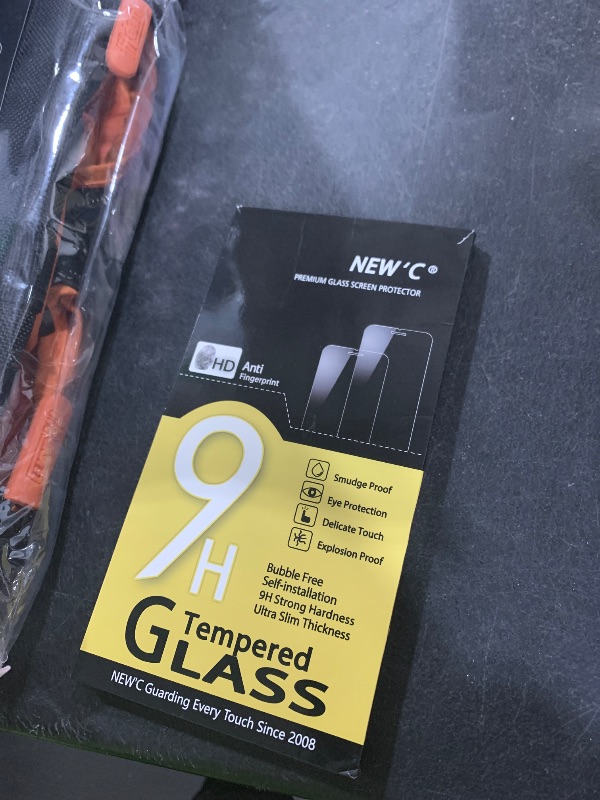 NEW'C ®
PREMIUM GLASS SCREEN PROTECTOR
HD
Anti
Fingerprint
9H
Smudge Proof
Eye Protection
Delicate Touch
Explosion Proof
Bubble Free
Self-installation
9H Strong Hardness
Ultra Slim Thickness
Tempered
GLASS
NEW'C Guarding Every Touch Since 2008